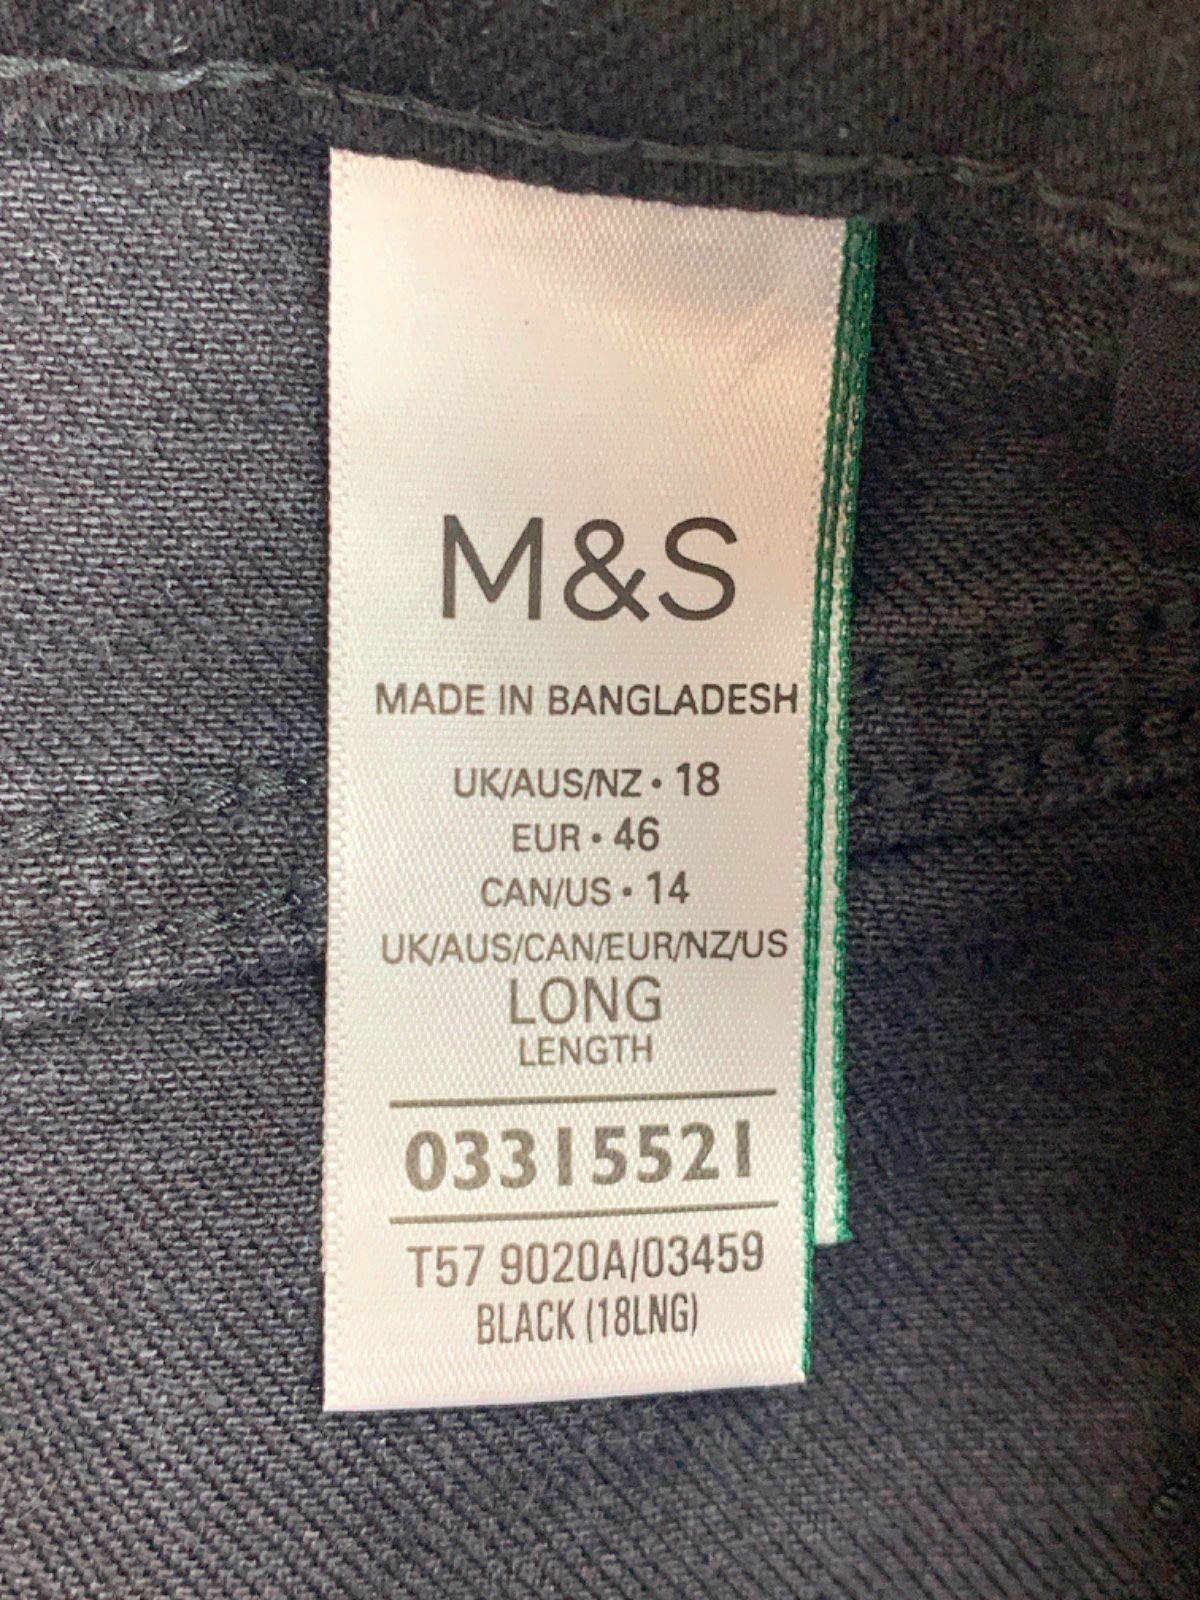 M&S
MADE IN BANGLADESH
UK/AUS/NZ • 18
EUR • 46
CAN/US • 14
UK/AUS/CAN/EUR/NZ/US
LONG
LENGTH
03315521
T57 9020A/03459
BLACK (18LNG)